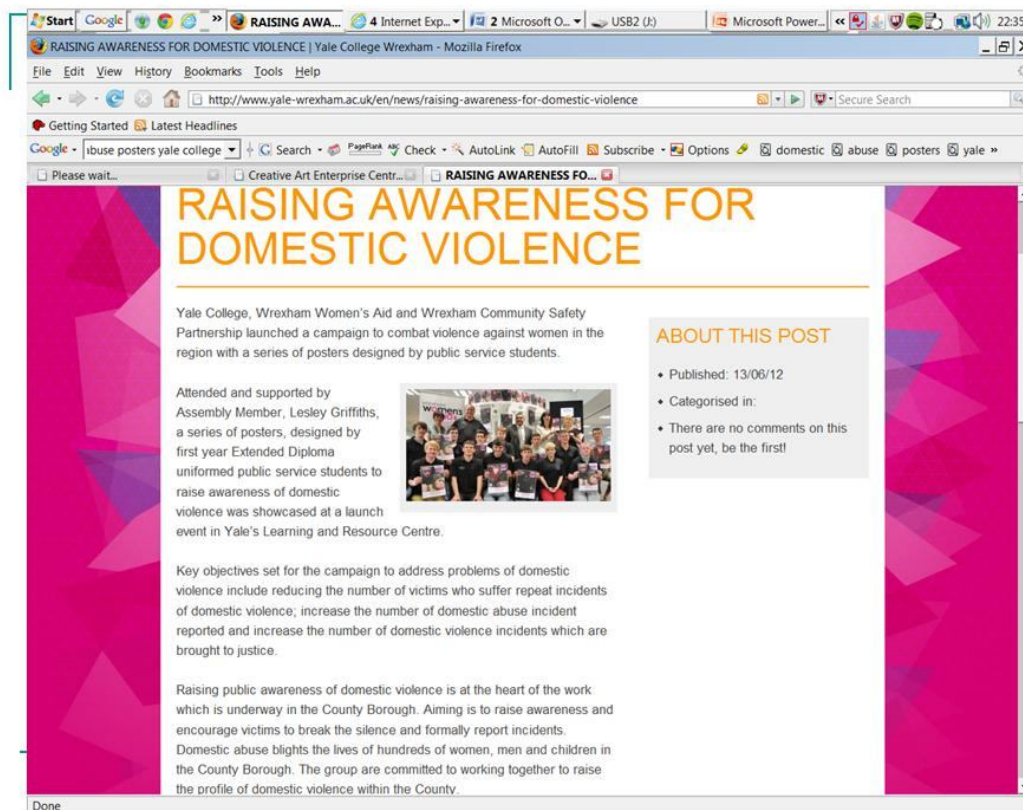 Start Google » RAISING AWA... 4 Internet Exp... 2 Microsoft O... USB2 (J:) Microsoft Power... « 22:35
RAISING AWARENESS FOR DOMESTIC VIOLENCE | Yale College Wrexham - Mozilla Firefox
File Edit View History Bookmarks Tools Help
http://www.yale-wrexham.ac.uk/en/news/raising-awareness-for-domestic-violence Secure Search
Getting Started Latest Headlines
Google buse posters yale college Search PageRank ABC Check AutoLink AutoFill Subscribe Options domestic abuse posters yale »
Please wait... Creative Art Enterprise Centr... RAISING AWARENESS FO...
RAISING AWARENESS FOR
DOMESTIC VIOLENCE
Yale College, Wrexham Women's Aid and Wrexham Community Safety
Partnership launched a campaign to combat violence against women in the
region with a series of posters designed by public service students.
Attended and supported by
Assembly Member, Lesley Griffiths,
a series of posters, designed by
first year Extended Diploma
uniformed public service students to
raise awareness of domestic
violence was showcased at a launch
event in Yale's Learning and Resource Centre.
womens
Key objectives set for the campaign to address problems of domestic
violence include reducing the number of victims who suffer repeat incidents
of domestic violence; increase the number of domestic abuse incident
reported and increase the number of domestic violence incidents which are
brought to justice.
Raising public awareness of domestic violence is at the heart of the work
which is underway in the County Borough. Aiming is to raise awareness and
encourage victims to break the silence and formally report incidents.
Domestic abuse blights the lives of hundreds of women, men and children in
the County Borough. The group are committed to working together to raise
the profile of domestic violence within the County.
ABOUT THIS POST
• Published: 13/06/12
• Categorised in:
• There are no comments on this
post yet, be the first!
Done